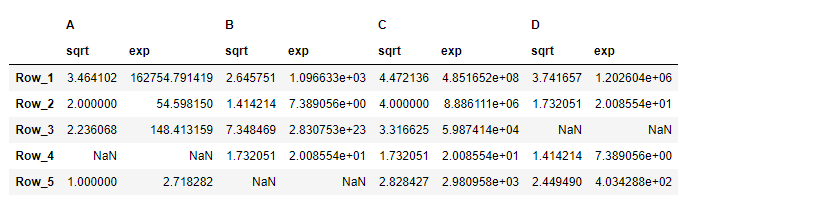 A B C D
sqrt exp sqrt exp sqrt exp sqrt exp
Row_1 3.464102 162754.791419 2.645751 1.096633e+03 4.472136 4.851652e+08 3.741657 1.202604e+06
Row_2 2.000000 54.598150 1.414214 7.389056e+00 4.000000 8.886111e+06 1.732051 2.008554e+01
Row_3 2.236068 148.413159 7.348469 2.830753e+23 3.316625 5.987414e+04 NaN NaN
Row_4 NaN NaN 1.732051 2.008554e+01 1.732051 2.008554e+01 1.414214 7.389056e+00
Row_5 1.000000 2.718282 NaN NaN 2.828427 2.980958e+03 2.449490 4.034288e+02